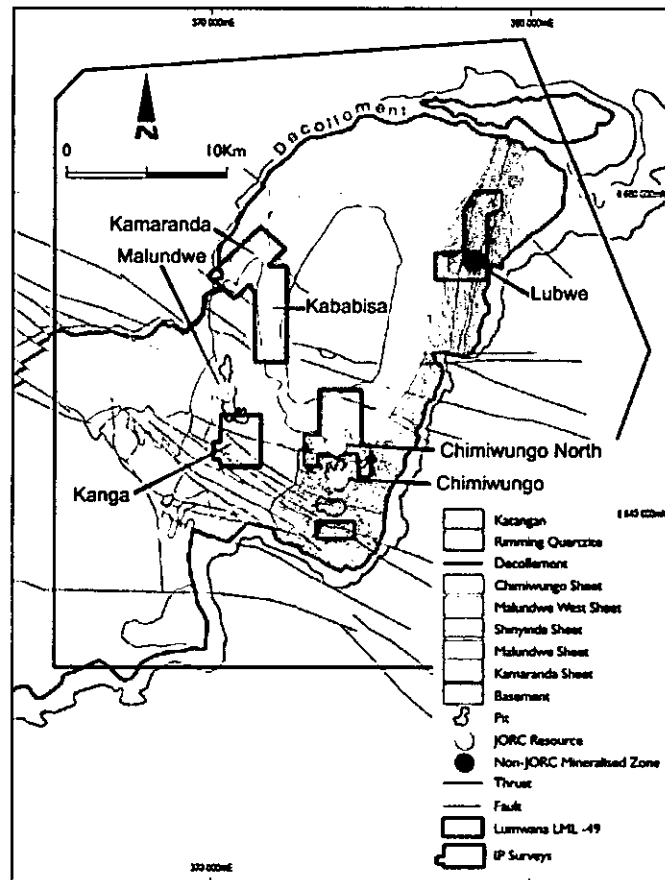 370 000mE
Decollement
N
0 10Km
Kamaranda
Malundwe
Kababisa
Lubwe
Chimiwungo North
Kanga
Chimiwungo
Katangan
Rimming Quartzite
Decollement
Chimiwungo Sheet
Malundwe West Sheet
Shinyinda Sheet
Malundwe Sheet
Kamaranda Sheet
Basement
Pit
JORC Resource
Non-JORC Mineralised Zone
Thrust
Fault
Lumwana LML -49
IP Surveys